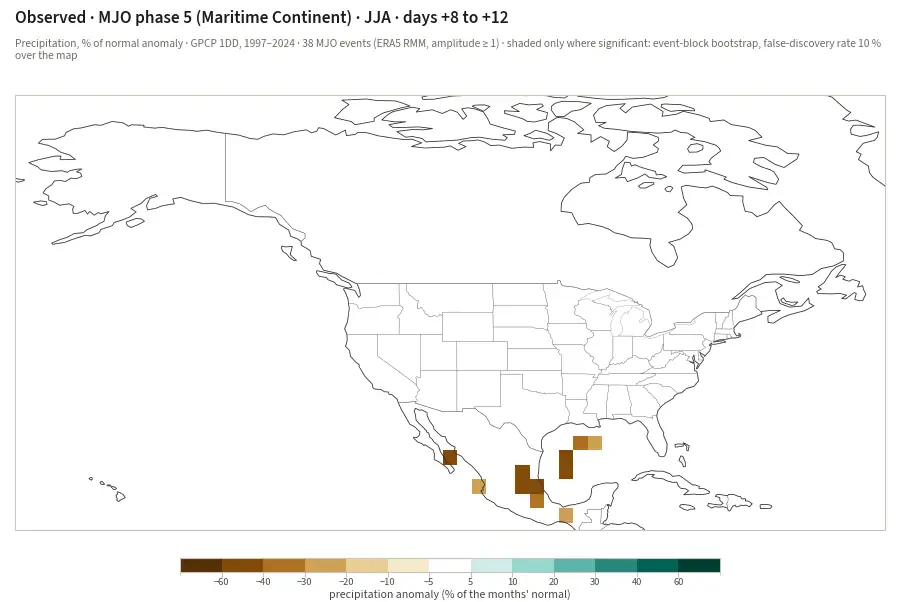 Observed · MJO phase 5 (Maritime Continent) · JJA · days +8 to +12
Precipitation, % of normal anomaly · GPCP 1DD, 1997–2024 · 38 MJO events (ERA5 RMM, amplitude ≥ 1) · shaded only where significant: event-block bootstrap, false-discovery rate 10 %
over the map
−60 −40 −30 −20 −10 −5 5 10 20 30 40 60
precipitation anomaly (% of the months' normal)